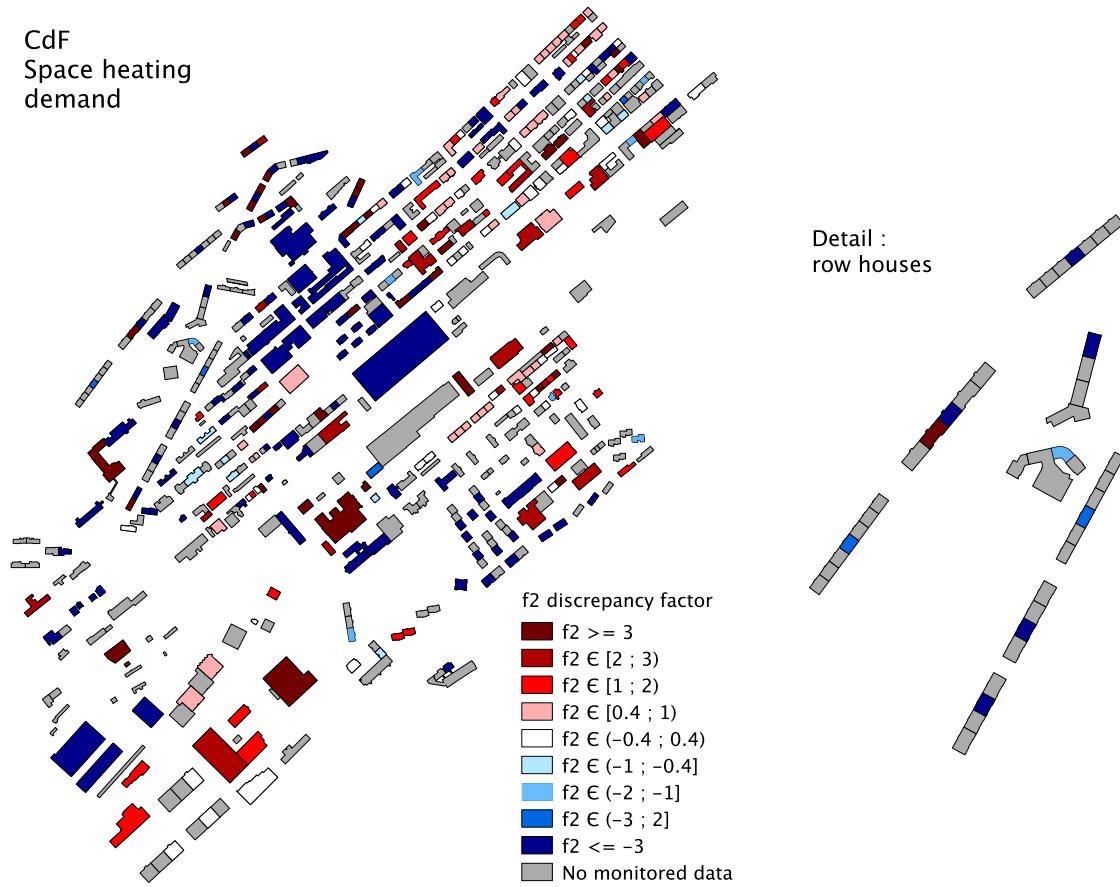 CdF
Space heating
demand
Detail :
row houses
f2 discrepancy factor
f2 >= 3
f2 Є [2 ; 3)
f2 Є [1 ; 2)
f2 Є [0.4 ; 1)
f2 Є (−0.4 ; 0.4)
f2 Є (−1 ; −0.4]
f2 Є (−2 ; −1]
f2 Є (−3 ; 2]
f2 <= −3
No monitored data